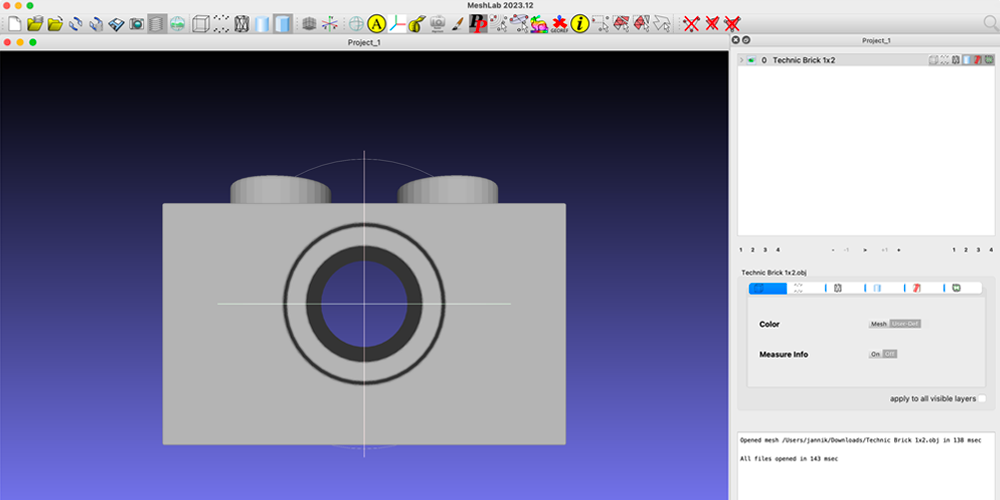 MeshLab 2023.12
A
PP
GEOREF
i
Project_1
Project_1
0 Technic Brick 1x2
1 2 3 4 - -1 > +1 + 1 2 3 4
Technic Brick 1x2.obj
Color Mesh User-Def
Measure Info On Off
apply to all visible layers
Opened mesh /Users/jannik/Downloads/Technic Brick 1x2.obj in 138 msec
All files opened in 143 msec